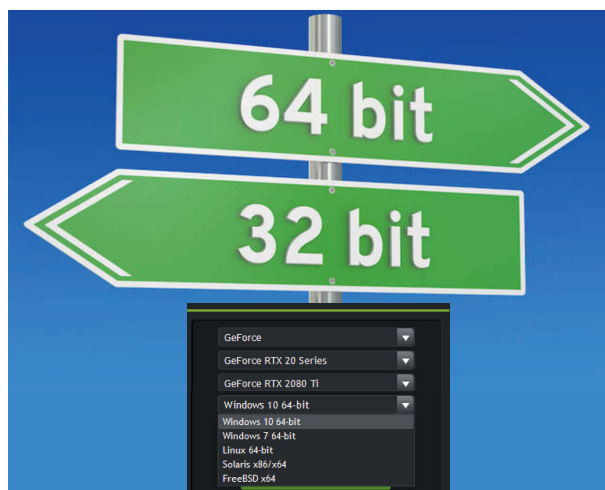 64 bit
32 bit
GeForce
GeForce RTX 20 Series
GeForce RTX 2080 Ti
Windows 10 64-bit
Windows 10 64-bit
Windows 7 64-bit
Linux 64-bit
Solaris x86/x64
FreeBSD x64